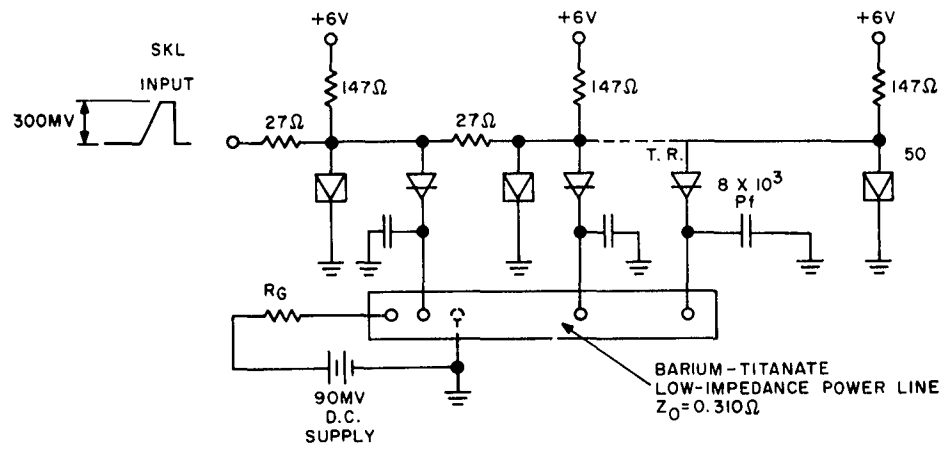 +6V
+6V
+6V
SKL
INPUT
300MV
147Ω
147Ω
147Ω
27Ω
27Ω
T. R.
50
8 X 10³
Pf
RG
90MV
D.C.
SUPPLY
BARIUM-TITANATE
LOW-IMPEDANCE POWER LINE
ZO=0.310Ω